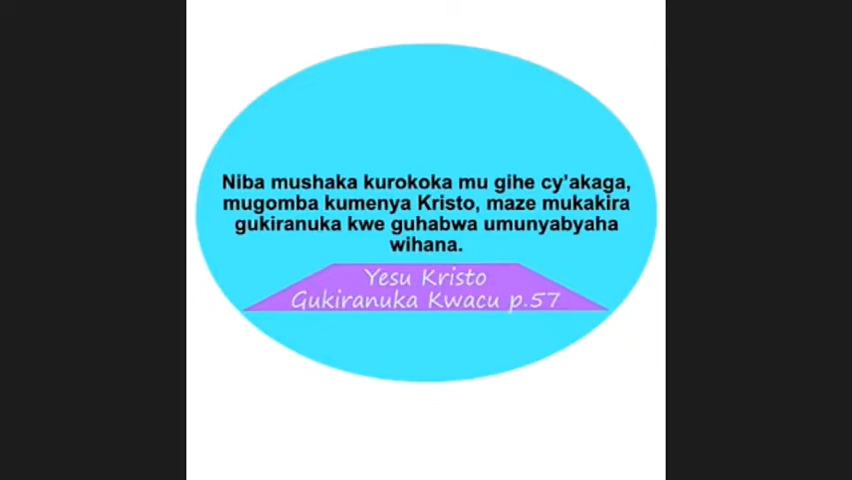 Niba mushaka kurokoka mu gihe cy’akaga,
mugomba kumenya Kristo, maze mukakira
gukiranuka kwe guhabwa umunyabyaha
wihana.
Yesu Kristo
Gukiranuka Kwacu p.57